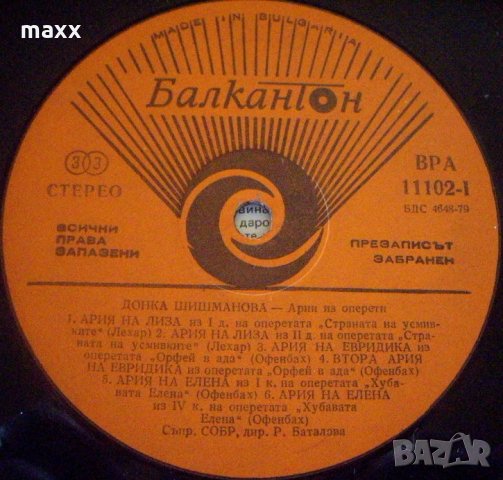 maxx
MADE IN BULGARIA
Балкантон
33
СТЕРЕО
ВРА
11102-I
БДС 4648-79
ВСИЧКИ
ПРАВА
ЗАПАЗЕНИ
вина
даро
ПРЕЗАПИСЪТ
ЗАБРАНЕН
ДОНКА ШИШМАНОВА — Арии из оперети
1. АРИЯ НА ЛИЗА из I д. на оперетата „Страната на усмив-
ките“ (Лехар) 2. АРИЯ НА ЛИЗА из II д. на оперетата „Стра-
ната на усмивките“ (Лехар) 3. АРИЯ НА ЕВРИДИКА из
оперетата „Орфей в ада“ (Офенбах) 4. ВТОРА АРИЯ
НА ЕВРИДИКА из оперетата „Орфей в ада“ (Офенбах)
5. АРИЯ НА ЕЛЕНА из I к. на оперетата „Хуба-
вата Елена“ (Офенбах) 6. АРИЯ НА ЕЛЕНА
из IV к. на оперетата „Хубавата
Елена“ (Офенбах)
Съпр. СОБР, дир. Р. Баталова
BAZAR